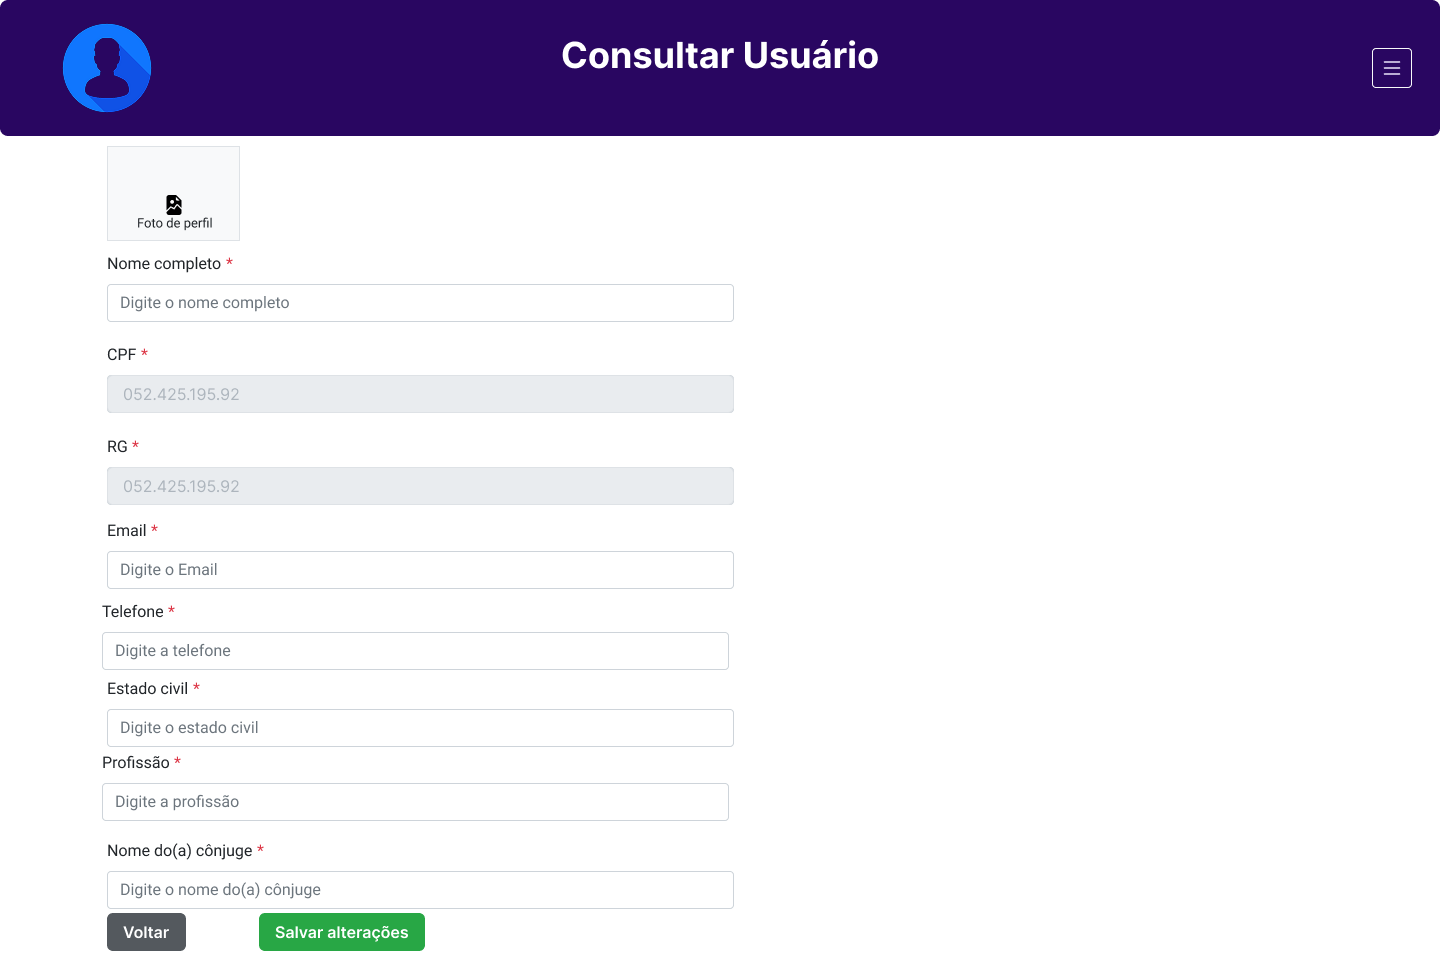 Consultar Usuário
Foto de perfil
Nome completo *
Digite o nome completo
CPF *
052.425.195.92
RG *
052.425.195.92
Email *
Digite o Email
Telefone *
Digite a telefone
Estado civil *
Digite o estado civil
Profissão *
Digite a profissão
Nome do(a) cônjuge *
Digite o nome do(a) cônjuge
Voltar Salvar alterações